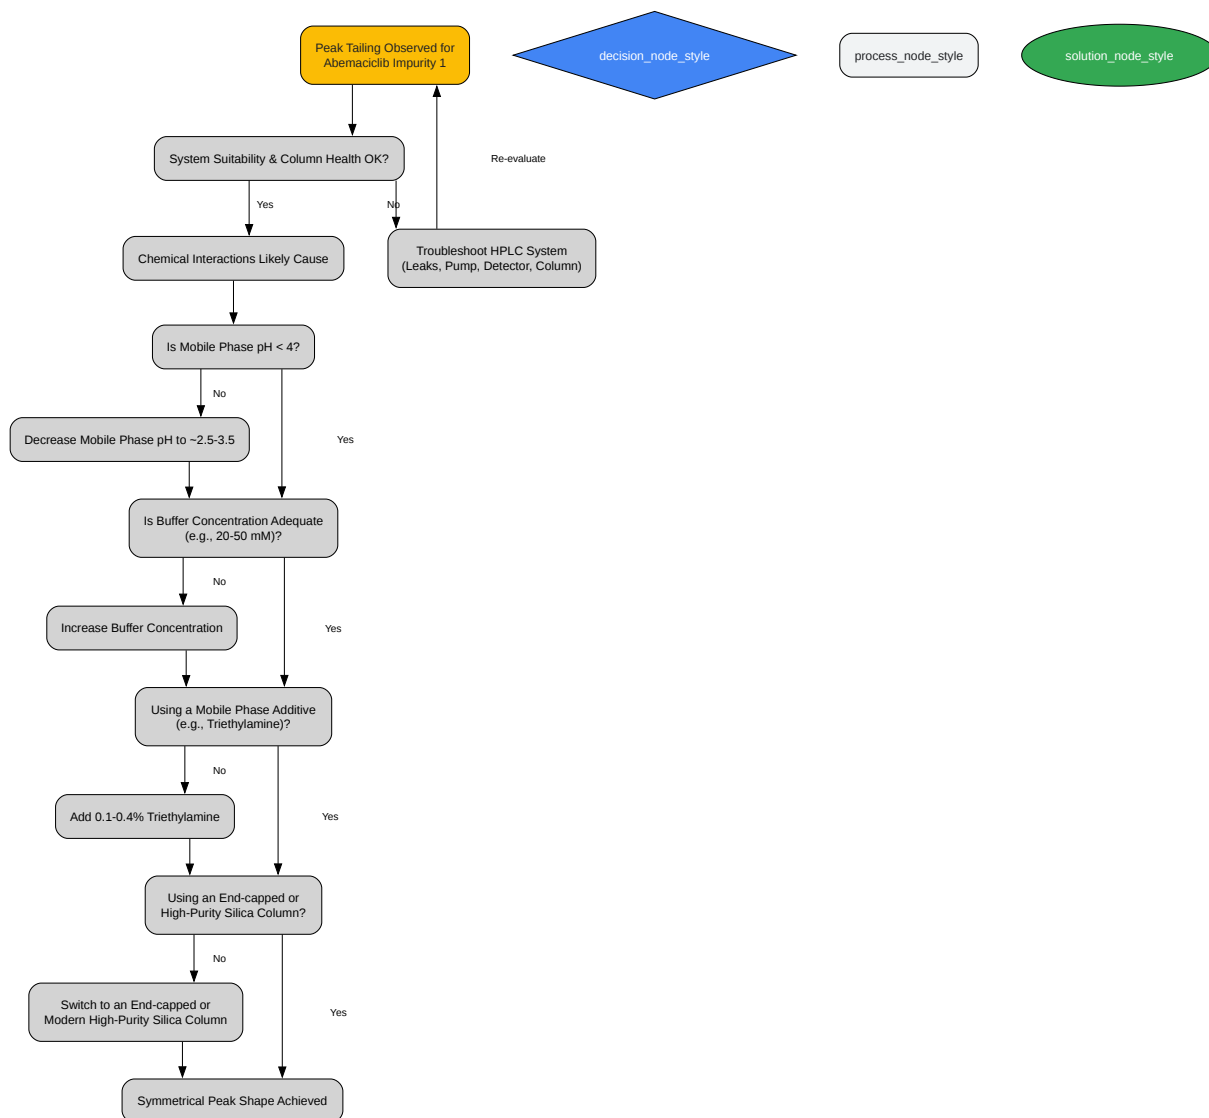 Peak Tailing Observed for
Abemaciclib Impurity 1
decision_node_style
process_node_style
solution_node_style
System Suitability & Column Health OK?
Re-evaluate
Yes
No
Chemical Interactions Likely Cause
Troubleshoot HPLC System
(Leaks, Pump, Detector, Column)
Is Mobile Phase pH < 4?
No
Decrease Mobile Phase pH to ~2.5-3.5
Yes
Is Buffer Concentration Adequate
(e.g., 20-50 mM)?
No
Increase Buffer Concentration
Yes
Using a Mobile Phase Additive
(e.g., Triethylamine)?
No
Add 0.1-0.4% Triethylamine
Yes
Using an End-capped or
High-Purity Silica Column?
No
Switch to an End-capped or
Modern High-Purity Silica Column
Yes
Symmetrical Peak Shape Achieved